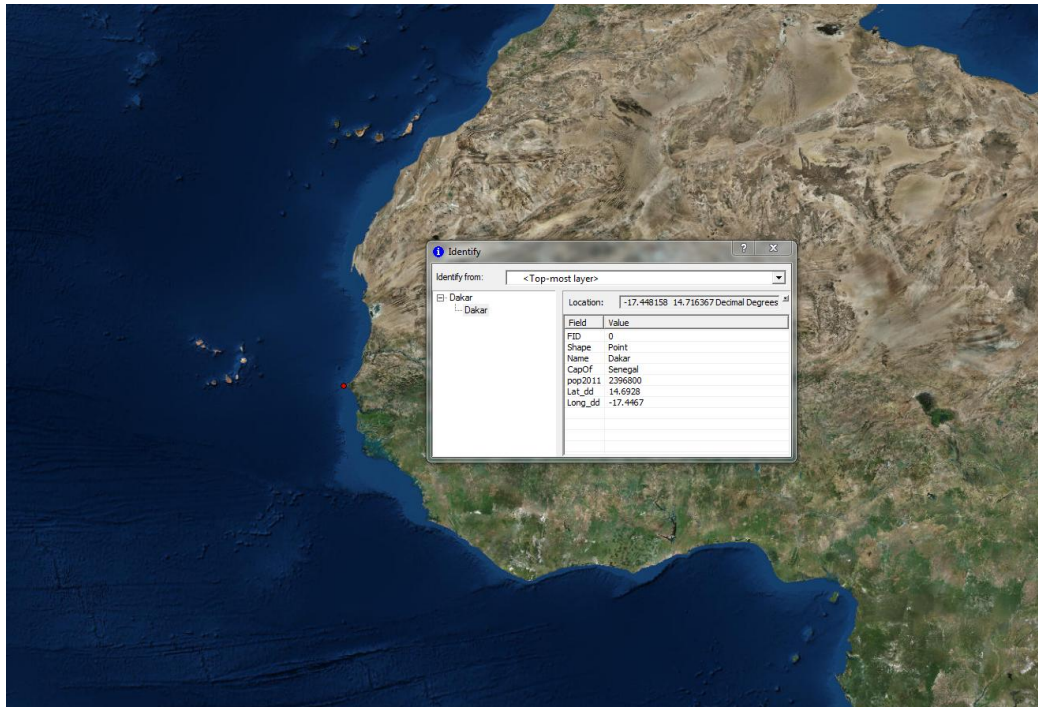 Identify
Identify from: <Top-most layer>
Dakar
Dakar
Location: -17.448158 14.716367 Decimal Degrees
Field Value
FID 0
Shape Point
Name Dakar
CapOf Senegal
pop2011 2396800
Lat_dd 14.6928
Long_dd -17.4467